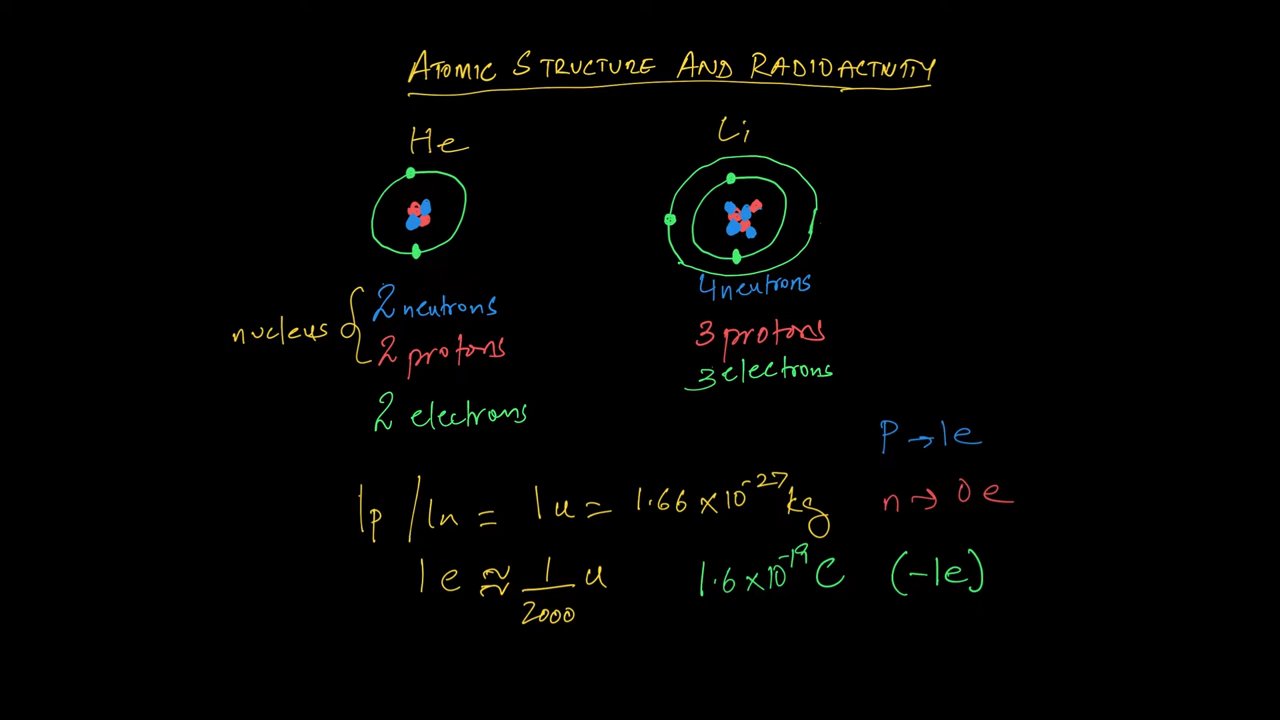 ATOMIC STRUCTURE AND RADIOACTIVITY
He
Li
nucleus { 2 neutrons
2 protons
2 electrons
4 neutrons
3 protons
3 electrons
P → 1e
n → 0e
1p / 1n = 1u = 1.66 × 10⁻²⁷ kg
1e ≈ 1/2000 u
1.6 × 10⁻¹⁹ C (-1e)